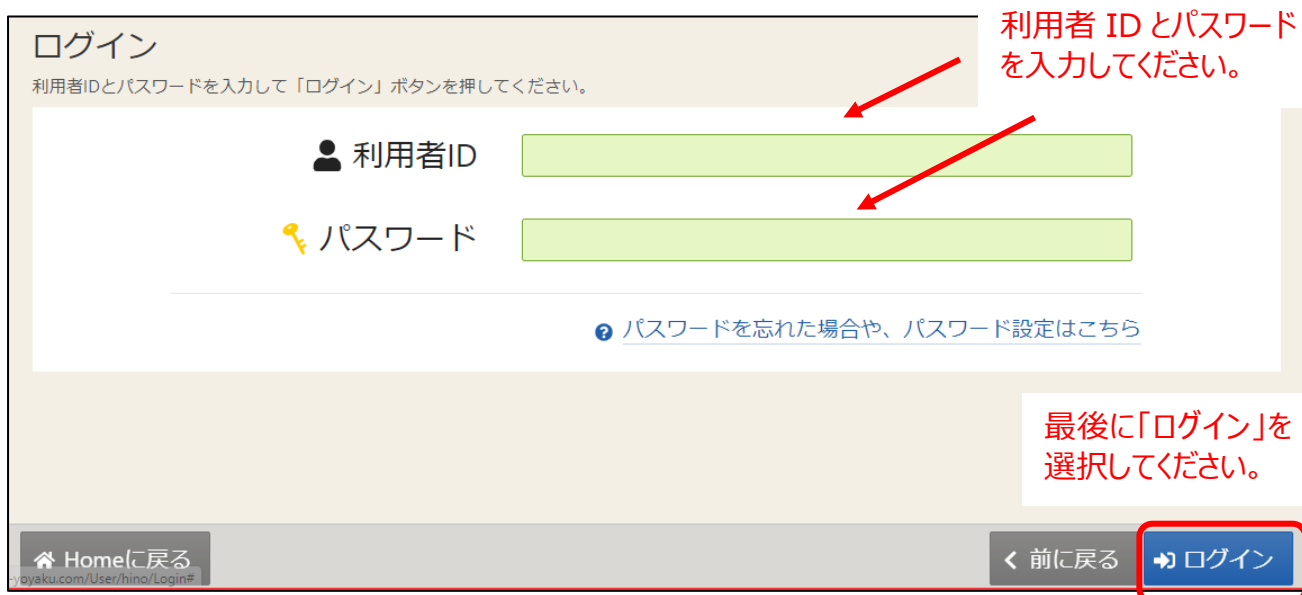 ログイン
利用者IDとパスワードを入力して「ログイン」ボタンを押してください。
利用者 ID とパスワード
を入力してください。
利用者ID
パスワード
パスワードを忘れた場合や、パスワード設定はこちら
最後に「ログイン」を
選択してください。
Homeに戻る
前に戻る
ログイン
-yoyaku.com/User/hino/Login#